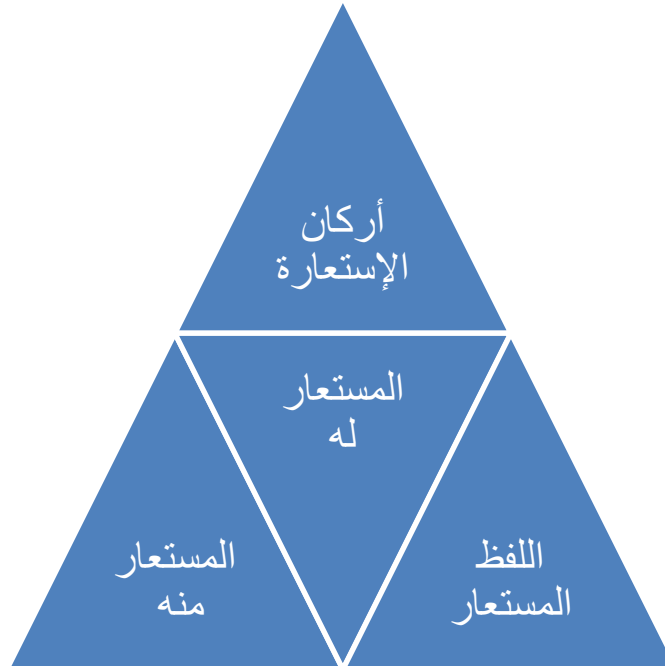 أركان
الإستعارة
المستعار
له
اللفظ
المستعار
المستعار
منه